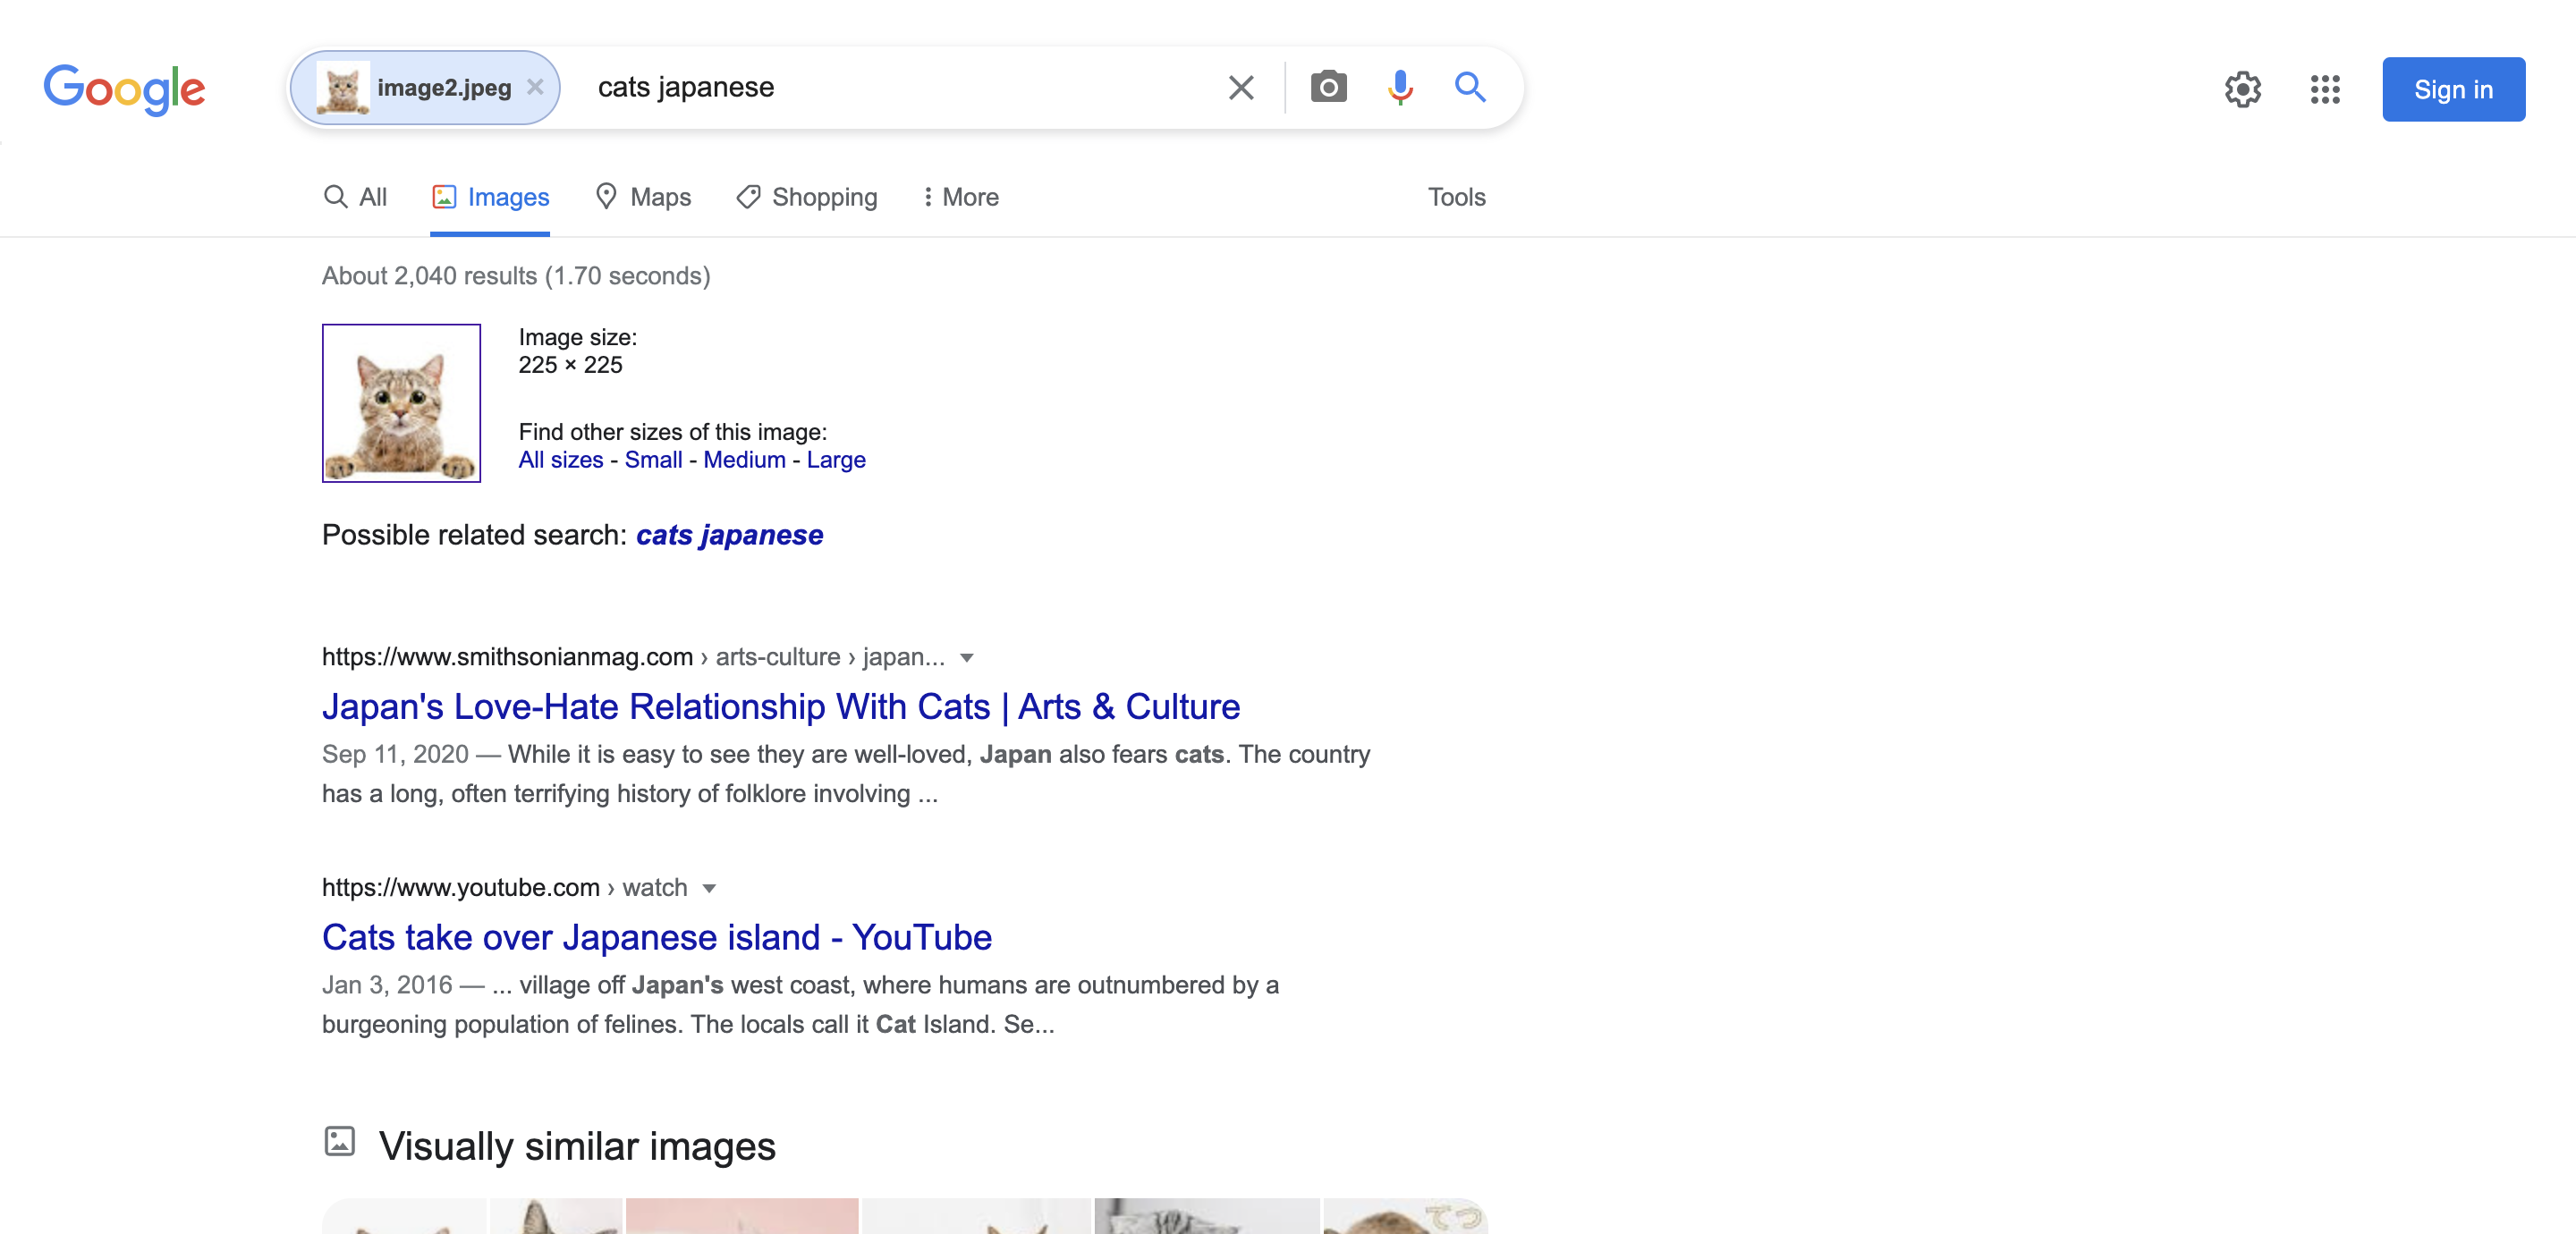 Google
image2.jpeg
cats japanese
Sign in
All
Images
Maps
Shopping
More
Tools
About 2,040 results (1.70 seconds)
Image size:
225 × 225
Find other sizes of this image:
All sizes - Small - Medium - Large
Possible related search: cats japanese
https://www.smithsonianmag.com › arts-culture › japan...
Japan's Love-Hate Relationship With Cats | Arts & Culture
Sep 11, 2020 — While it is easy to see they are well-loved, Japan also fears cats. The country
has a long, often terrifying history of folklore involving ...
https://www.youtube.com › watch
Cats take over Japanese island - YouTube
Jan 3, 2016 — ... village off Japan's west coast, where humans are outnumbered by a
burgeoning population of felines. The locals call it Cat Island. Se...
Visually similar images
てつ